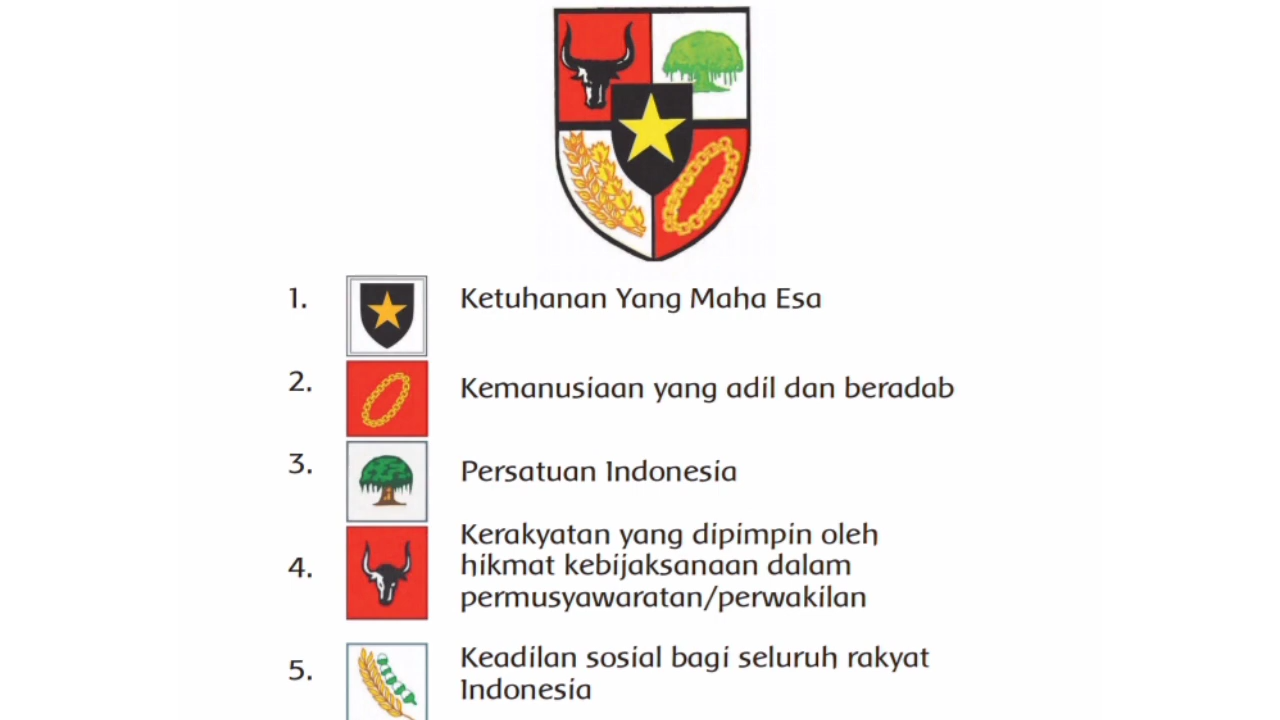 1. Ketuhanan Yang Maha Esa
2. Kemanusiaan yang adil dan beradab
3. Persatuan Indonesia
4. Kerakyatan yang dipimpin oleh
hikmat kebijaksanaan dalam
permusyawaratan/perwakilan
5. Keadilan sosial bagi seluruh rakyat
Indonesia